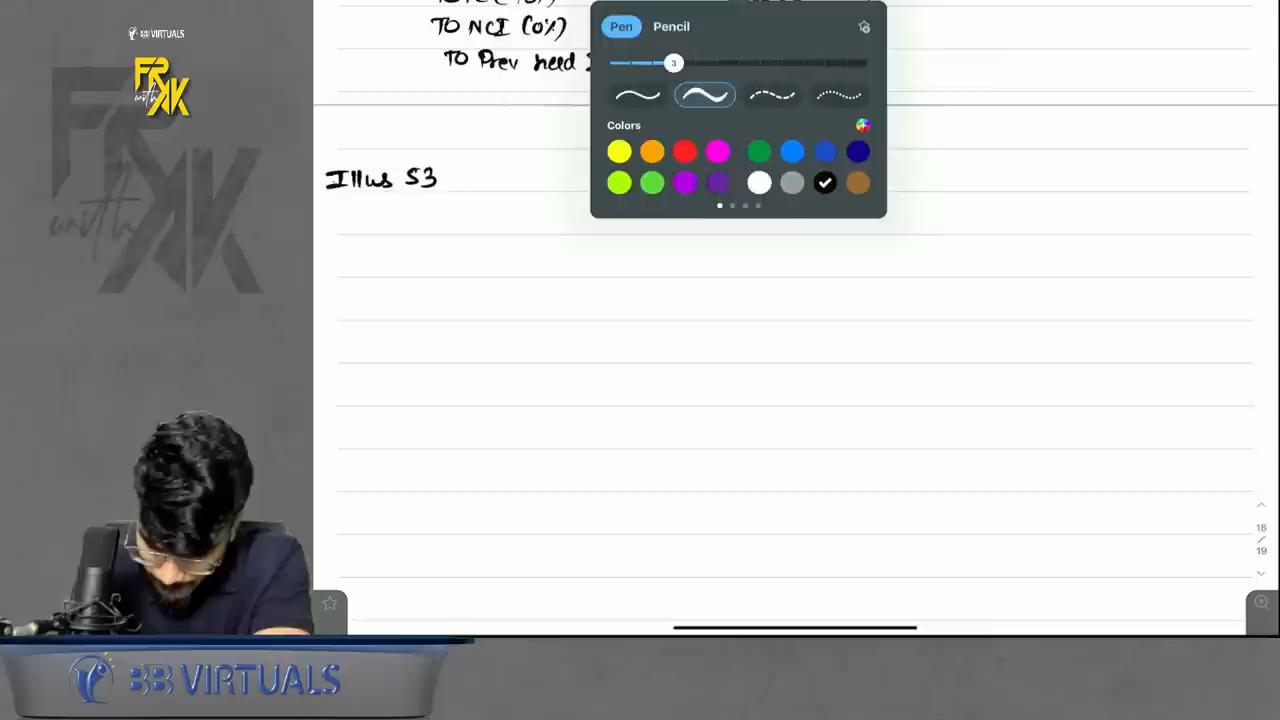 BB VIRTUALS
FR
with
KK
TO NCI (0%)
TO Prev held
Illus 53
Pen
Pencil
3
Colors
18
/
19
BB VIRTUALS